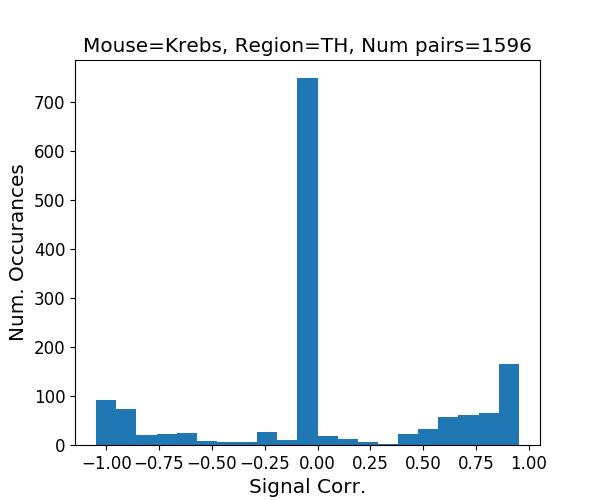 Mouse=Krebs, Region=TH, Num pairs=1596
Num. Occurances
700
600
500
400
300
200
100
0
−1.00 −0.75 −0.50 −0.25 0.00 0.25 0.50 0.75 1.00
Signal Corr.